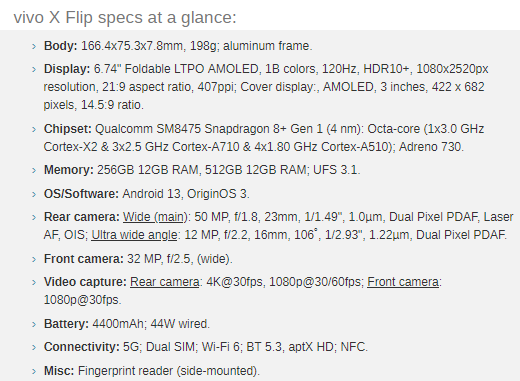 vivo X Flip specs at a glance:
Body: 166.4x75.3x7.8mm, 198g; aluminum frame.
Display: 6.74" Foldable LTPO AMOLED, 1B colors, 120Hz, HDR10+, 1080x2520px
resolution, 21:9 aspect ratio, 407ppi; Cover display:, AMOLED, 3 inches, 422 x 682
pixels, 14.5:9 ratio.
Chipset: Qualcomm SM8475 Snapdragon 8+ Gen 1 (4 nm): Octa-core (1x3.0 GHz
Cortex-X2 & 3x2.5 GHz Cortex-A710 & 4x1.80 GHz Cortex-A510); Adreno 730.
Memory: 256GB 12GB RAM, 512GB 12GB RAM; UFS 3.1.
OS/Software: Android 13, OriginOS 3.
Rear camera: Wide (main): 50 MP, f/1.8, 23mm, 1/1.49", 1.0µm, Dual Pixel PDAF, Laser
AF, OIS; Ultra wide angle: 12 MP, f/2.2, 16mm, 106˚, 1/2.93", 1.22µm, Dual Pixel PDAF.
Front camera: 32 MP, f/2.5, (wide).
Video capture: Rear camera: 4K@30fps, 1080p@30/60fps; Front camera:
1080p@30fps.
Battery: 4400mAh; 44W wired.
Connectivity: 5G; Dual SIM; Wi-Fi 6; BT 5.3, aptX HD; NFC.
Misc: Fingerprint reader (side-mounted).